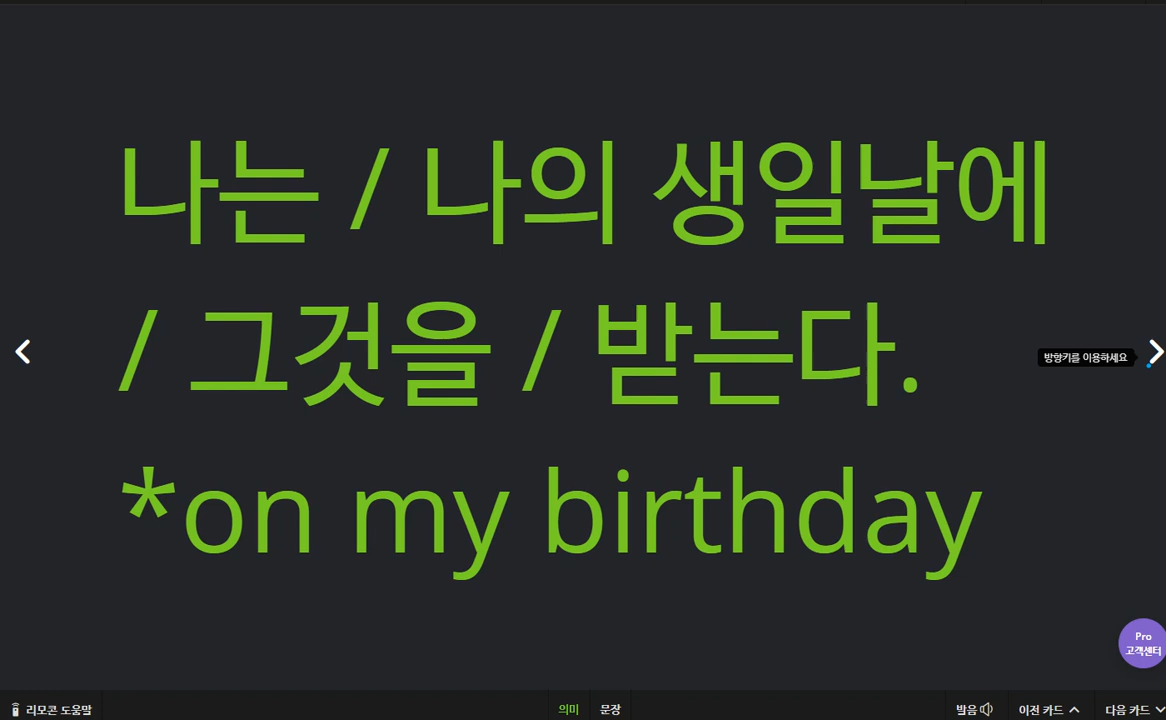 나는 / 나의 생일날에
/ 그것을 / 받는다.
*on my birthday
방향키를 이용하세요
Pro
고객센터
리모콘 도움말
의미
문장
발음
이전 카드
다음 카드